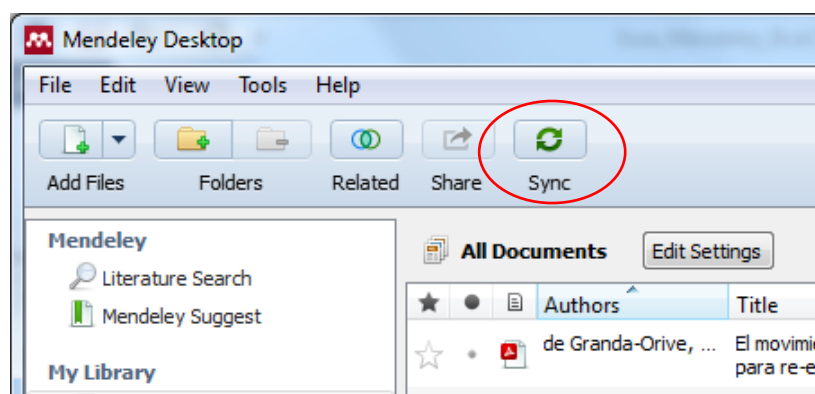 Mendeley Desktop
File Edit View Tools Help
Add Files Folders Related Share Sync
Mendeley
Literature Search
Mendeley Suggest
My Library
All Documents Edit Settings
Authors Title
de Granda-Orive, ... El movimi
para re-e